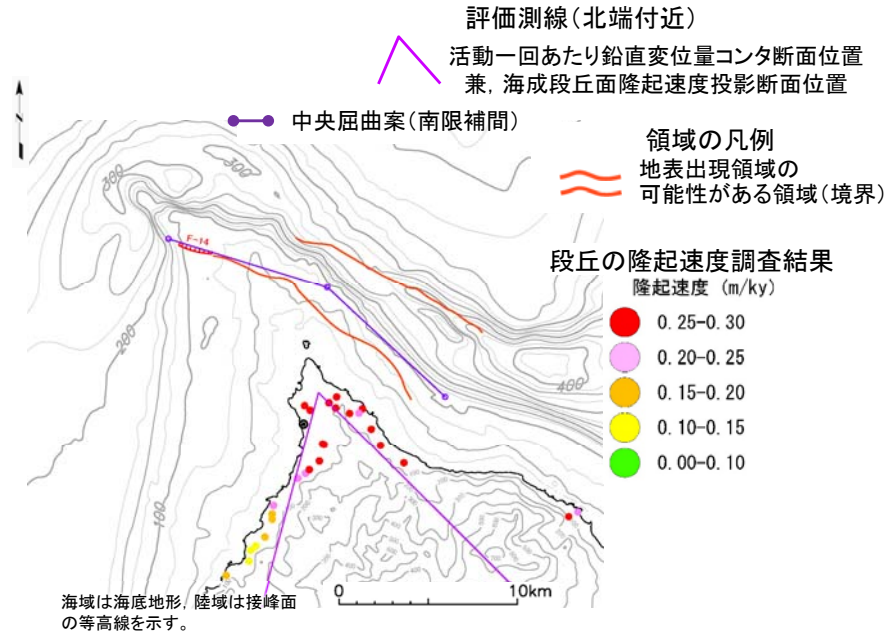 評価測線(北端付近)
活動一回あたり鉛直変位量コンタ断面位置
兼, 海成段丘面隆起速度投影断面位置
中央屈曲案(南限補間)
領域の凡例
地表出現領域の
可能性がある領域(境界)
段丘の隆起速度調査結果
隆起速度 (m/ky)
0.25-0.30
0.20-0.25
0.15-0.20
0.10-0.15
0.00-0.10
300
300
F-14
200
400
100
0 10km
海域は海底地形, 陸域は接峰面
の等高線を示す。